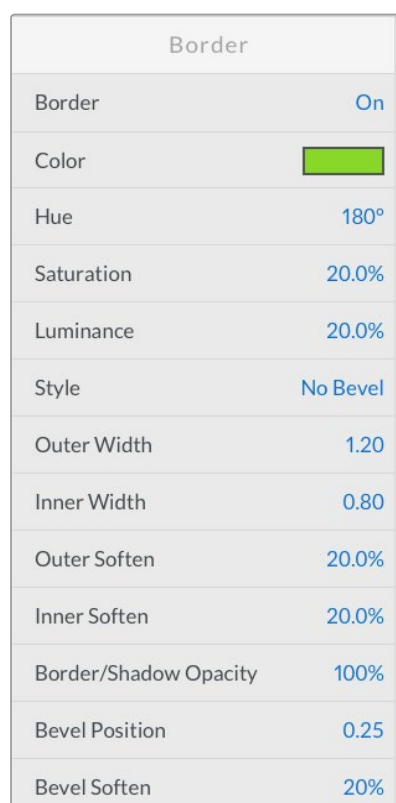 Border
Border On
Color
Hue 180°
Saturation 20.0%
Luminance 20.0%
Style No Bevel
Outer Width 1.20
Inner Width 0.80
Outer Soften 20.0%
Inner Soften 20.0%
Border/Shadow Opacity 100%
Bevel Position 0.25
Bevel Soften 20%